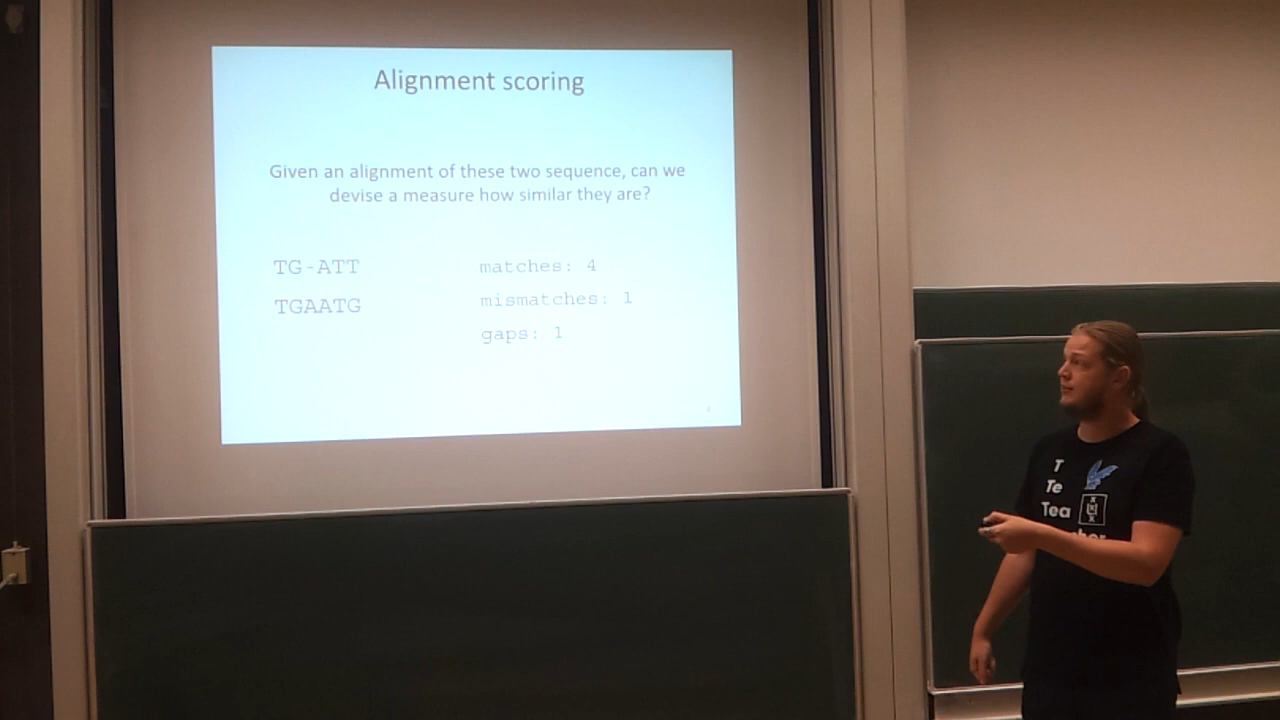 Alignment scoring
Given an alignment of these two sequence, can we
devise a measure how similar they are?
TG-ATT
TGAATG
matches: 4
mismatches: 1
gaps: 1
T
Te
Tea